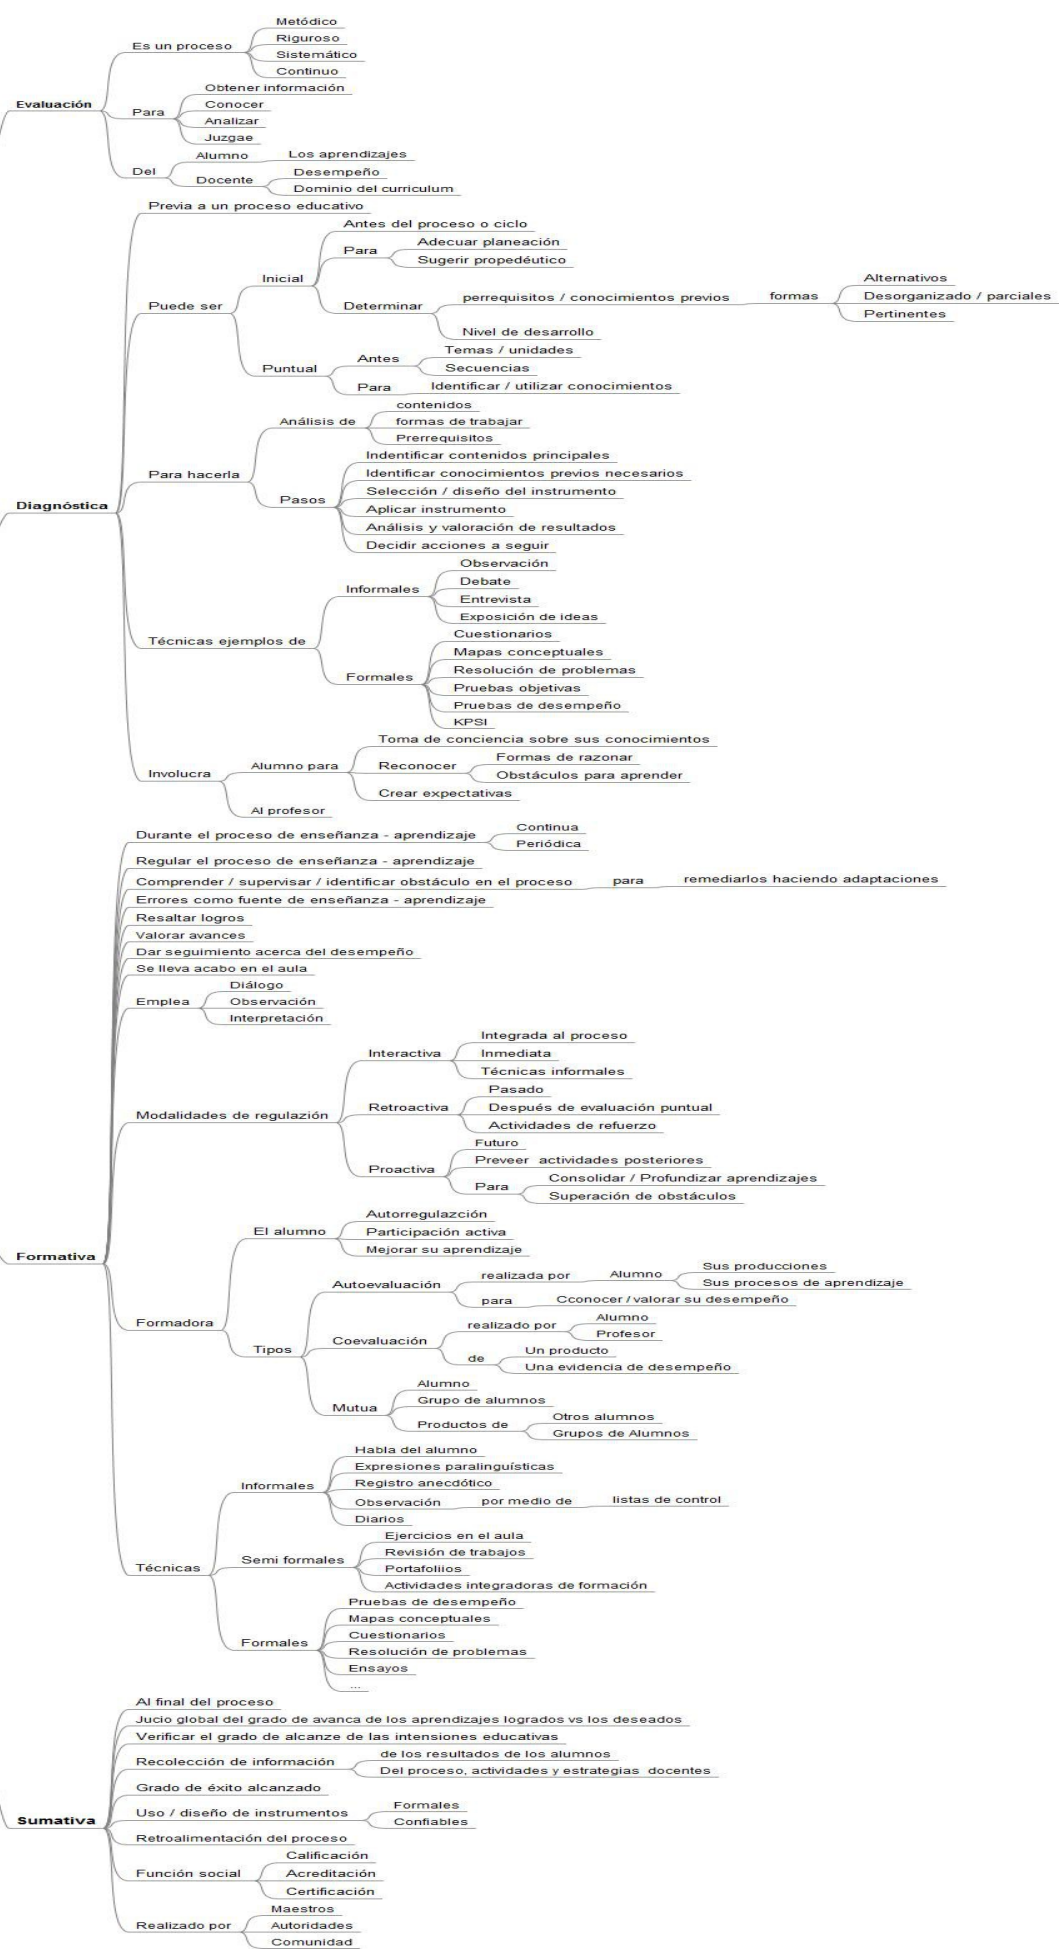 Evaluación
Es un proceso
Metódico
Riguroso
Sistemático
Continuo
Para
Obtener información
Conocer
Analizar
Juzgae
Del
Alumno
Los aprendizajes
Docente
Desempeño
Dominio del curriculum
Diagnóstica
Previa a un proceso educativo
Puede ser
Inicial
Antes del proceso o ciclo
Para
Adecuar planeación
Sugerir propedéutico
Determinar
perrequisitos / conocimientos previos
formas
Alternativos
Desorganizado / parciales
Pertinentes
Nivel de desarrollo
Puntual
Antes
Temas / unidades
Secuencias
Para
Identificar / utilizar conocimientos
Para hacerla
Análisis de
contenidos
formas de trabajar
Prerrequisitos
Pasos
Indentificar contenidos principales
Identificar conocimientos previos necesarios
Selección / diseño del instrumento
Aplicar instrumento
Análisis y valoración de resultados
Decidir acciones a seguir
Técnicas ejemplos de
Informales
Observación
Debate
Entrevista
Exposición de ideas
Formales
Cuestionarios
Mapas conceptuales
Resolución de problemas
Pruebas objetivas
Pruebas de desempeño
KPSI
Involucra
Alumno para
Toma de conciencia sobre sus conocimientos
Reconocer
Formas de razonar
Obstáculos para aprender
Crear expectativas
Al profesor
Formativa
Durante el proceso de enseñanza - aprendizaje
Continua
Periódica
Regular el proceso de enseñanza - aprendizaje
Comprender / supervisar / identificar obstáculo en el proceso
para
remediarlos haciendo adaptaciones
Errores como fuente de enseñanza - aprendizaje
Resaltar logros
Valorar avances
Dar seguimiento acerca del desempeño
Se lleva acabo en el aula
Emplea
Diálogo
Observación
Interpretación
Modalidades de regulazión
Interactiva
Integrada al proceso
Inmediata
Técnicas informales
Retroactiva
Pasado
Después de evaluación puntual
Actividades de refuerzo
Proactiva
Futuro
Preveer actividades posteriores
Para
Consolidar / Profundizar aprendizajes
Superación de obstáculos
Formadora
El alumno
Autorregulazción
Participación activa
Mejorar su aprendizaje
Tipos
Autoevaluación
realizada por
Alumno
Sus producciones
Sus procesos de aprendizaje
para
Cconocer / valorar su desempeño
Coevaluación
realizado por
Alumno
Profesor
de
Un producto
Una evidencia de desempeño
Mutua
Alumno
Grupo de alumnos
Productos de
Otros alumnos
Grupos de Alumnos
Técnicas
Informales
Habla del alumno
Expresiones paralinguísticas
Registro anecdótico
Observación
por medio de
listas de control
Diarios
Semi formales
Ejercicios en el aula
Revisión de trabajos
Portafoliios
Actividades integradoras de formación
Formales
Pruebas de desempeño
Mapas conceptuales
Cuestionarios
Resolución de problemas
Ensayos
...
Sumativa
Al final del proceso
Jucio global del grado de avanca de los aprendizajes logrados vs los deseados
Verificar el grado de alcanze de las intensiones educativas
Recolección de información
de los resultados de los alumnos
Del proceso, actividades y estrategias docentes
Grado de éxito alcanzado
Uso / diseño de instrumentos
Formales
Confiables
Retroalimentación del proceso
Función social
Calificación
Acreditación
Certificación
Realizado por
Maestros
Autoridades
Comunidad